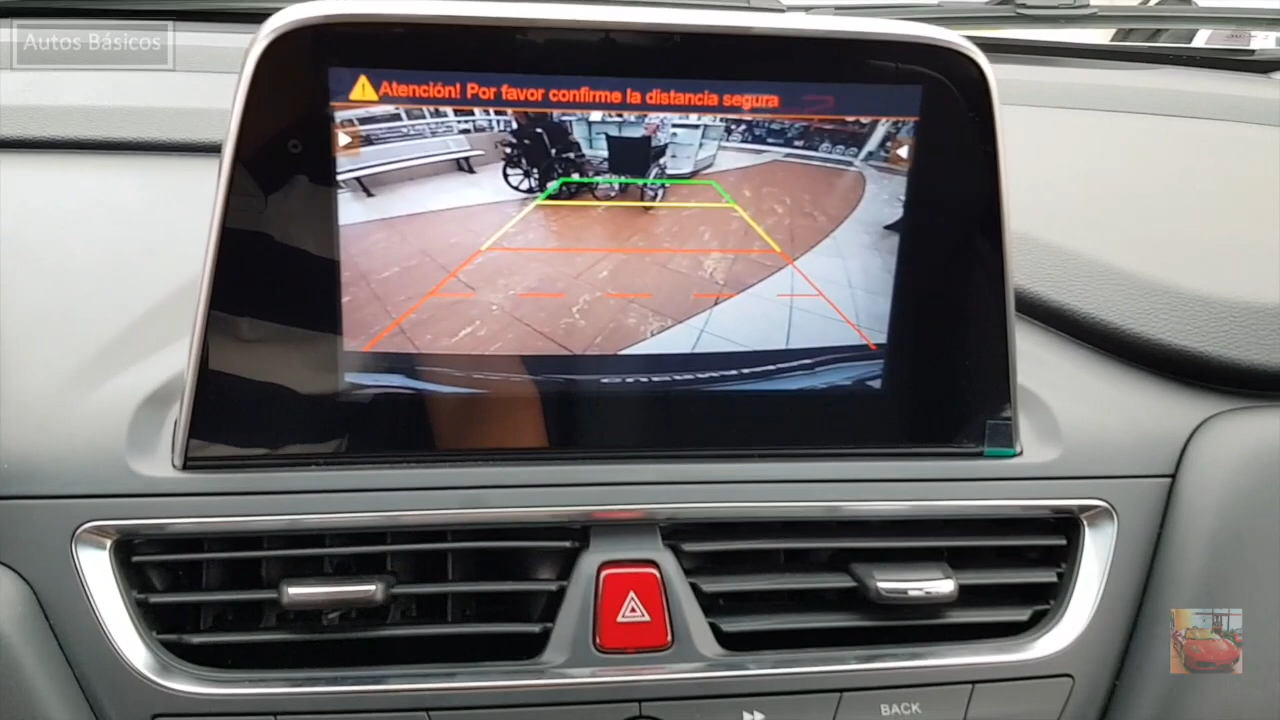 Autos Básicos
Atención! Por favor confirme la distancia segura
BACK